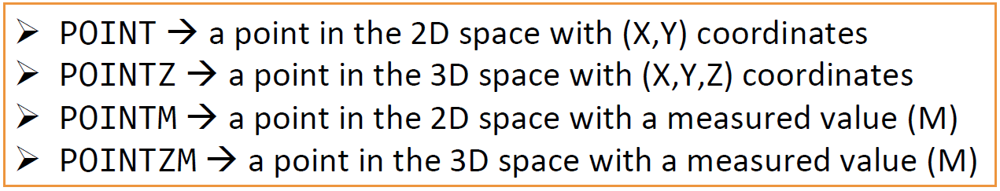 ➢ POINT → a point in the 2D space with (X,Y) coordinates
➢ POINTZ → a point in the 3D space with (X,Y,Z) coordinates
➢ POINTM → a point in the 2D space with a measured value (M)
➢ POINTZM → a point in the 3D space with a measured value (M)